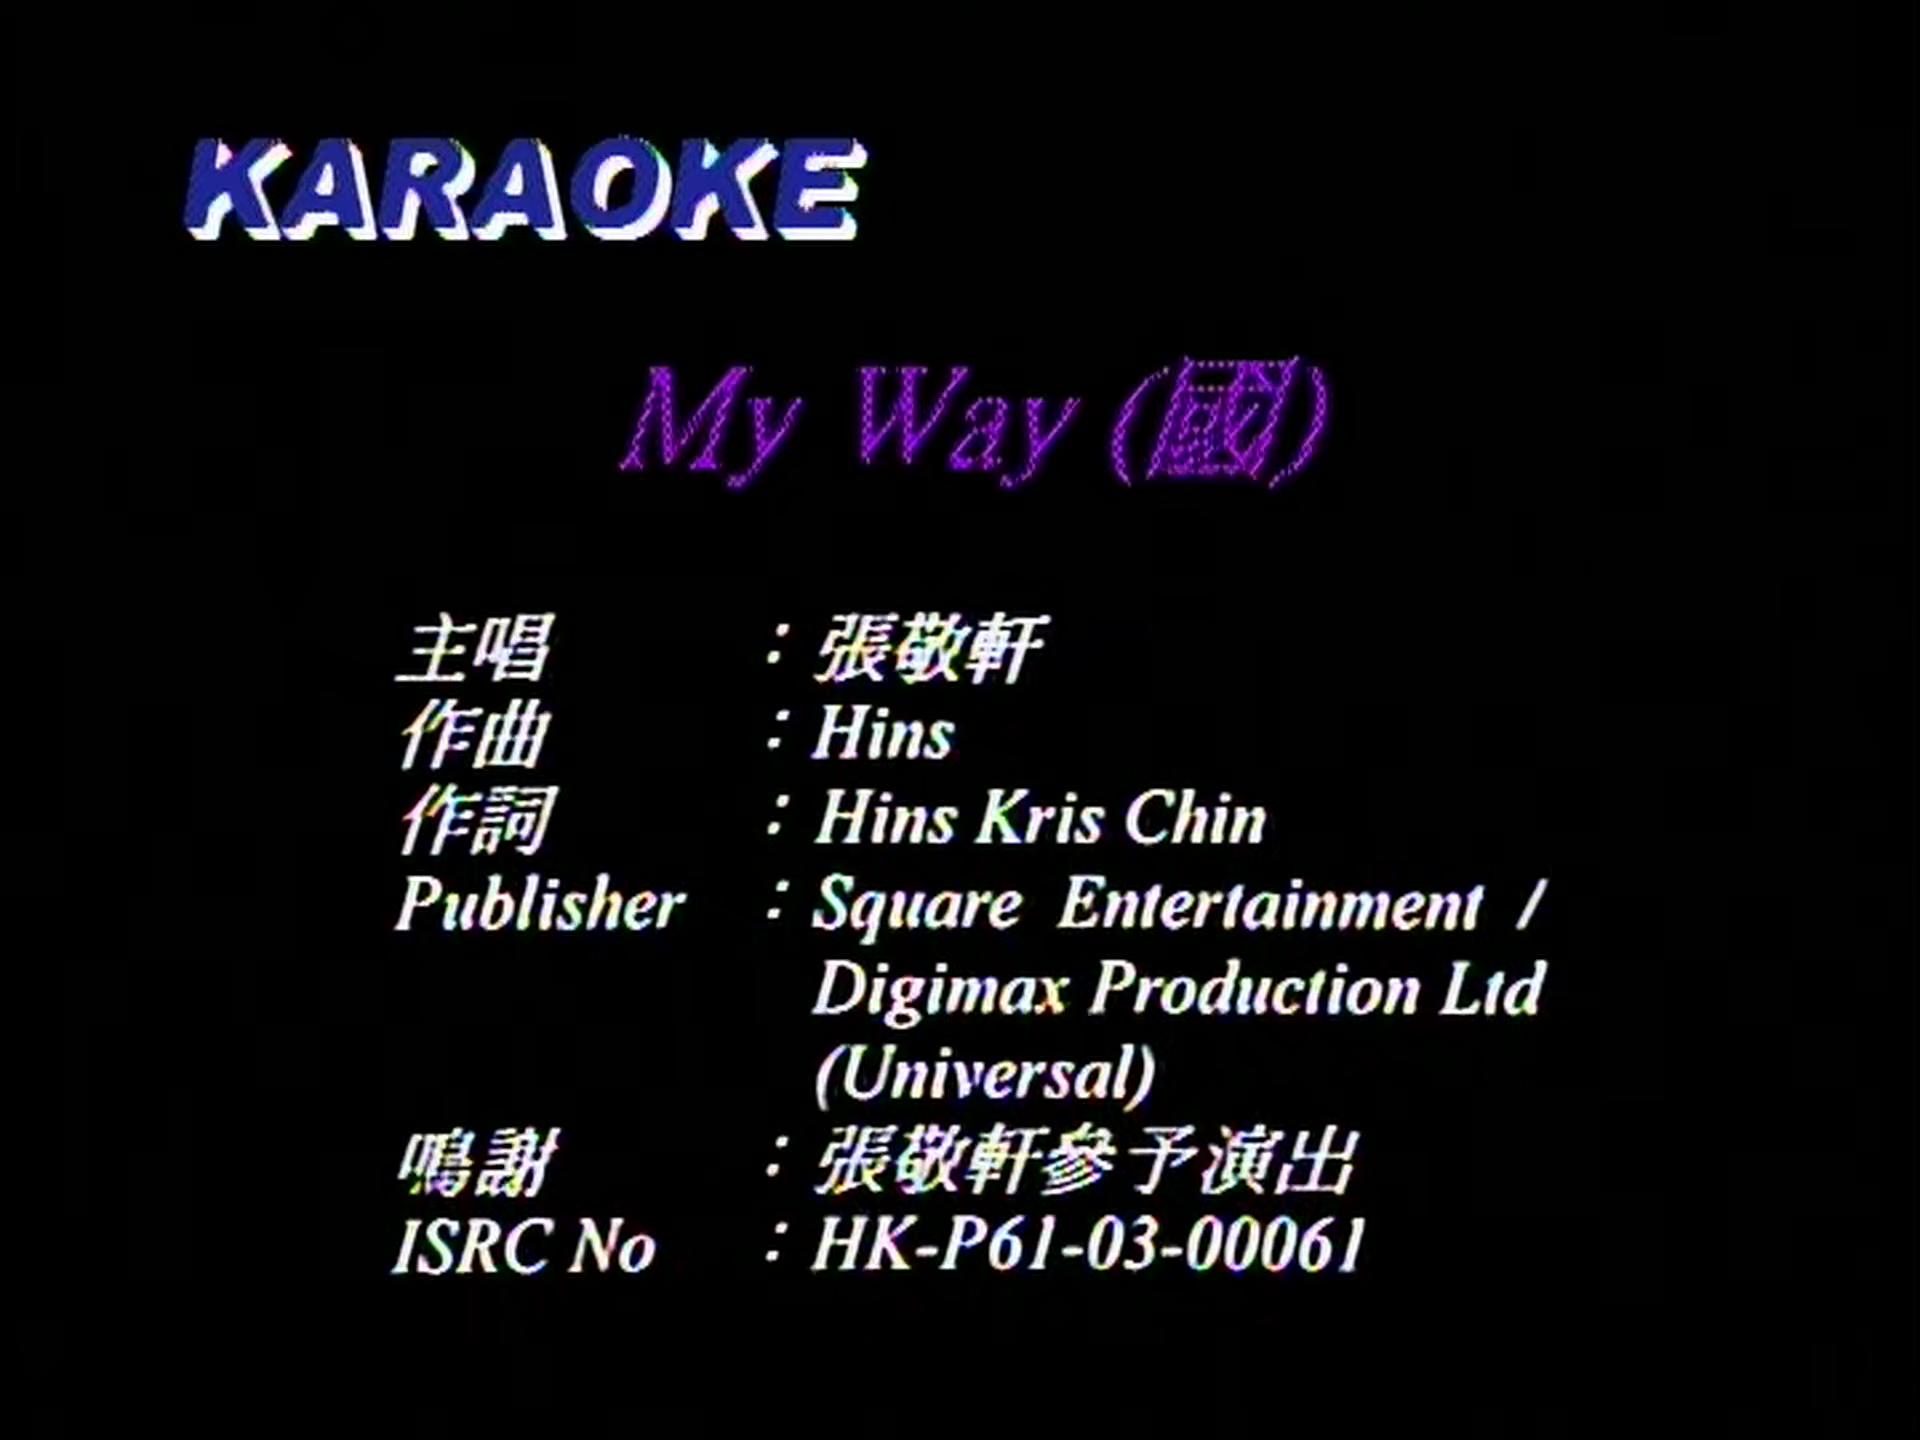 KARAOKE
My Way (國)
主唱 : 張敬軒
作曲 : Hins
作詞 : Hins Kris Chin
Publisher : Square Entertainment /
Digimax Production Ltd
(Universal)
鳴謝 : 張敬軒參予演出
ISRC No : HK-P61-03-00061